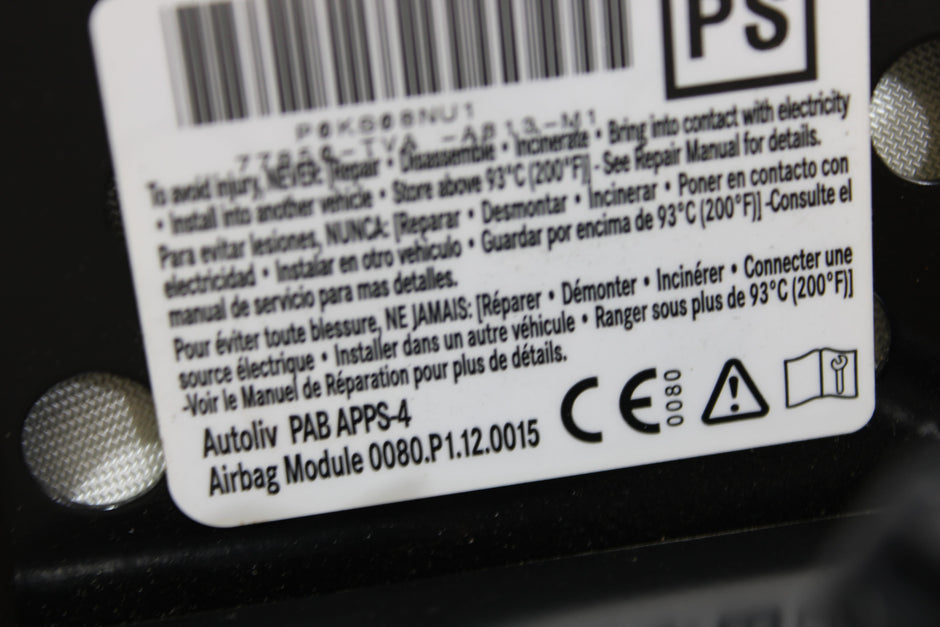 PS
P0K608NU1
77850-TVA -A813-M1
To avoid injury, NEVER: [Repair • Disassemble • Incinerate • Bring into contact with electricity
• Install into another vehicle • Store above 93°C (200°F)] - See Repair Manual for details.
Para evitar lesiones, NUNCA: [Reparar • Desmontar • Incinerar • Poner en contacto con
electricidad • Instalar en otro vehículo • Guardar por encima de 93°C (200°F)] -Consulte el
manual de servicio para mas detalles.
Pour éviter toute blessure, NE JAMAIS: [Réparer • Démonter • Incinérer • Connecter une
source électrique • Installer dans un autre véhicule • Ranger sous plus de 93°C (200°F)]
-Voir le Manuel de Réparation pour plus de détails.
Autoliv PAB APPS-4
Airbag Module 0080.P1.12.0015
CE 0080